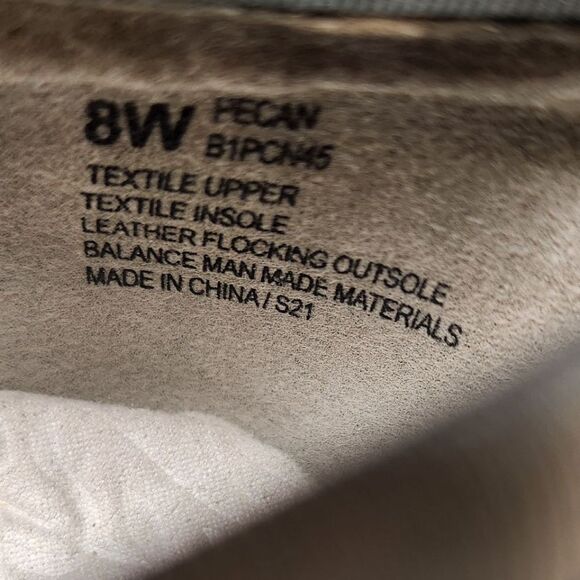 8W PECAN
B1PCN45
TEXTILE UPPER
TEXTILE INSOLE
LEATHER FLOCKING OUTSOLE
BALANCE MAN MADE MATERIALS
MADE IN CHINA / S21